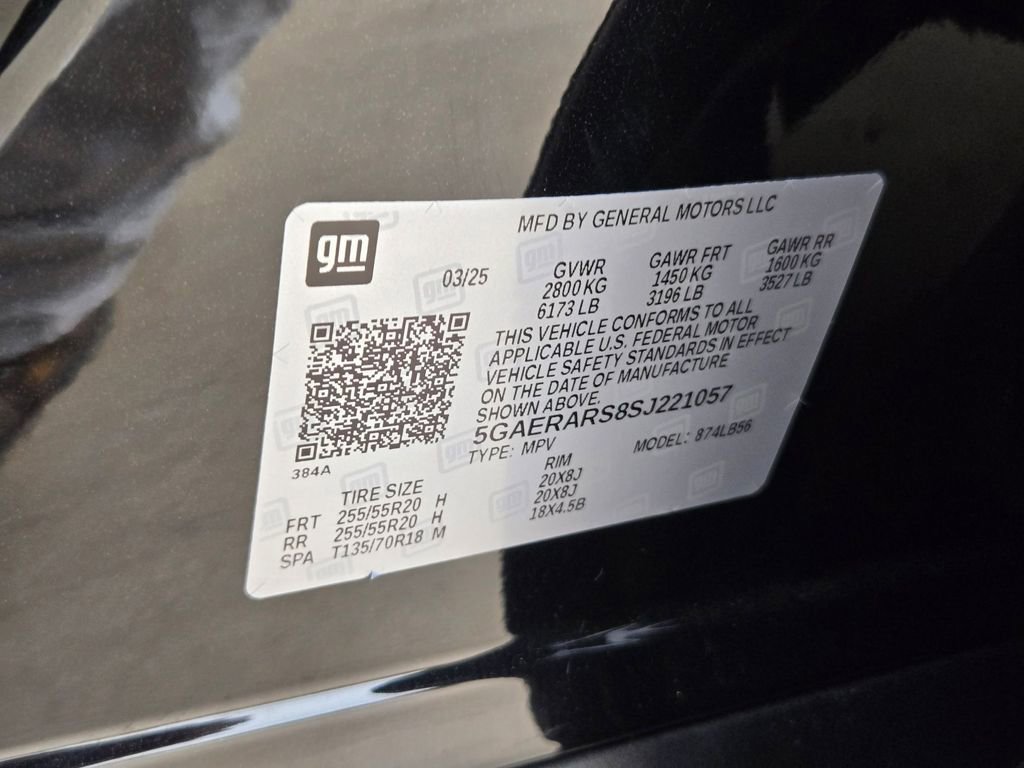 gm
MFD BY GENERAL MOTORS LLC
03/25
GVWR GAWR FRT GAWR RR
2800 KG 1450 KG 1600 KG
6173 LB 3196 LB 3527 LB
THIS VEHICLE CONFORMS TO ALL
APPLICABLE U.S. FEDERAL MOTOR
VEHICLE SAFETY STANDARDS IN EFFECT
ON THE DATE OF MANUFACTURE
SHOWN ABOVE.
5GAERARS8SJ221057
TYPE: MPV MODEL: 874LB56
384A
TIRE SIZE RIM
FRT 255/55R20 H 20X8J
RR 255/55R20 H 20X8J
SPA T135/70R18 M 18X4.5B